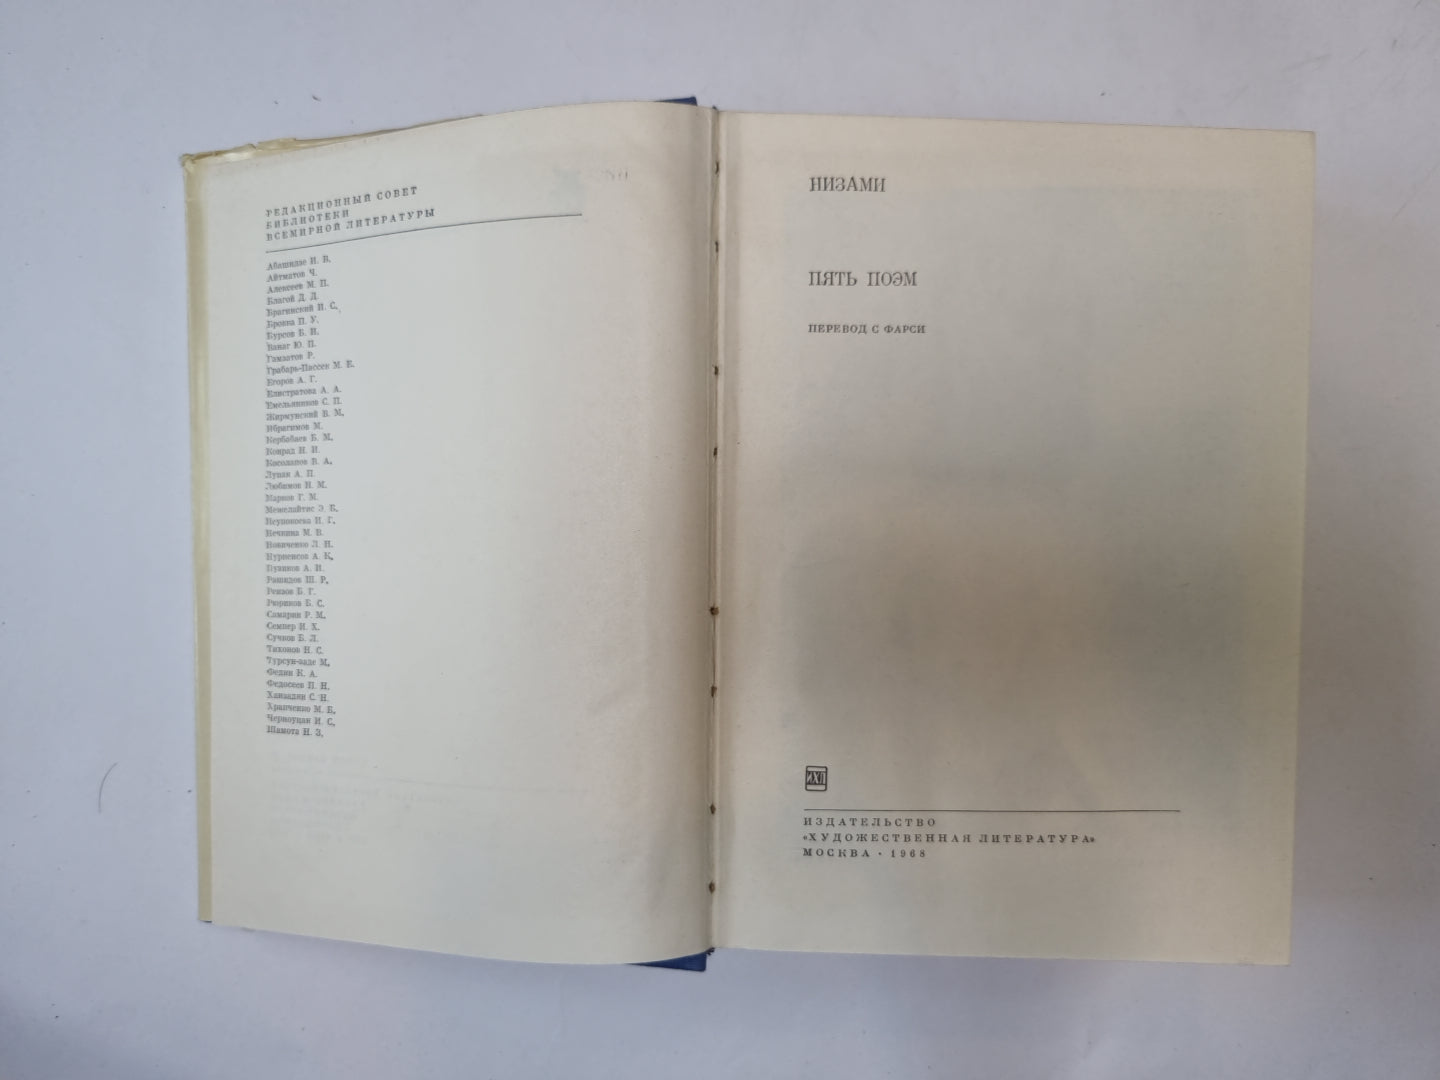 РЕДАКЦИОННЫЙ СОВЕТ
БИБЛИОТЕКИ
ВСЕМИРНОЙ ЛИТЕРАТУРЫ
Абашидзе И. В.
Айтматов Ч.
Алексеев М. П.
Благой Д. Д.
Брагинский И. С.
Бровка П. У.
Бурсов Б. И.
Ванаг Ю. П.
Гамзатов Р.
Грабарь-Пассек М. Е.
Егоров А. Г.
Елистратова А. А.
Емельянников С. П.
Жирмунский В. М.
Ибрагимов М.
Кербабаев Б. М.
Конрад Н. И.
Косолапов В. А.
Лупан А. П.
Любимов Н. М.
Марков Г. М.
Межелайтис Э. Б.
Неупокоева И. Г.
Нечкина М. В.
Новиченко Л. Н.
Нурпеисов А. К.
Пузиков А. И.
Рашидов Ш. Р.
Реизов Б. Г.
Рюриков Б. С.
Самарин Р. М.
Семпер И. Х.
Сучков Б. Л.
Тихонов Н. С.
Турсун-заде М.
Федин К. А.
Федосеев П. Н.
Ханзадян С. Н.
Храпченко М. Б.
Черноуцан И. С.
Шамота Н. З.
НИЗАМИ
ПЯТЬ ПОЭМ
ПЕРЕВОД С ФАРСИ
ИХЛ
ИЗДАТЕЛЬСТВО
«ХУДОЖЕСТВЕННАЯ ЛИТЕРАТУРА»
МОСКВА · 1968